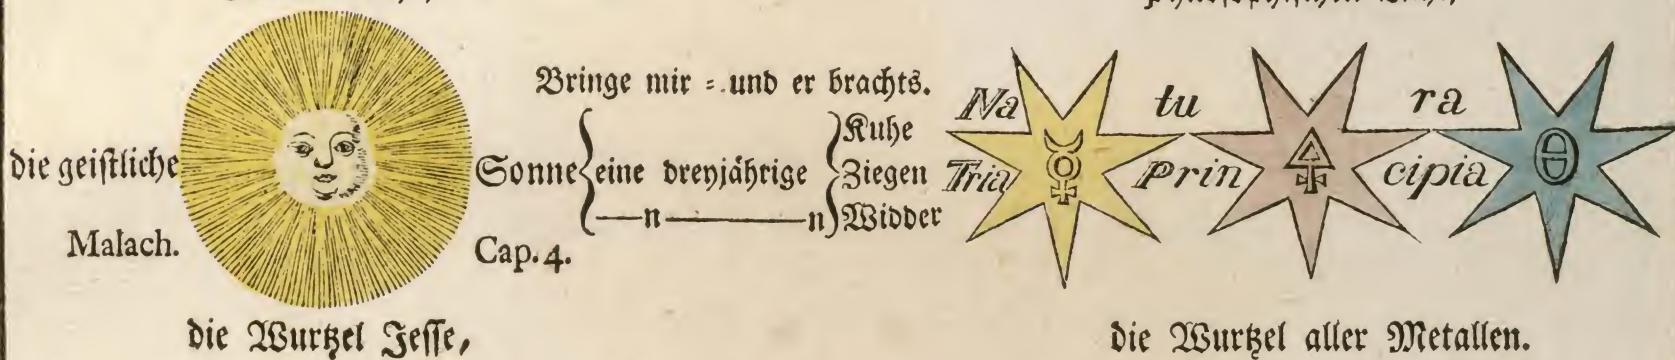 Bringe mir = und er brachts.
die geistliche Sonne eine dreyjährige Kuhe
Ziegen
—n———n Widder
Malach. Cap. 4.
Na tu ra
Tria Prin cipia
die Wurtzel Jesse,
die Wurtzel aller Metallen.